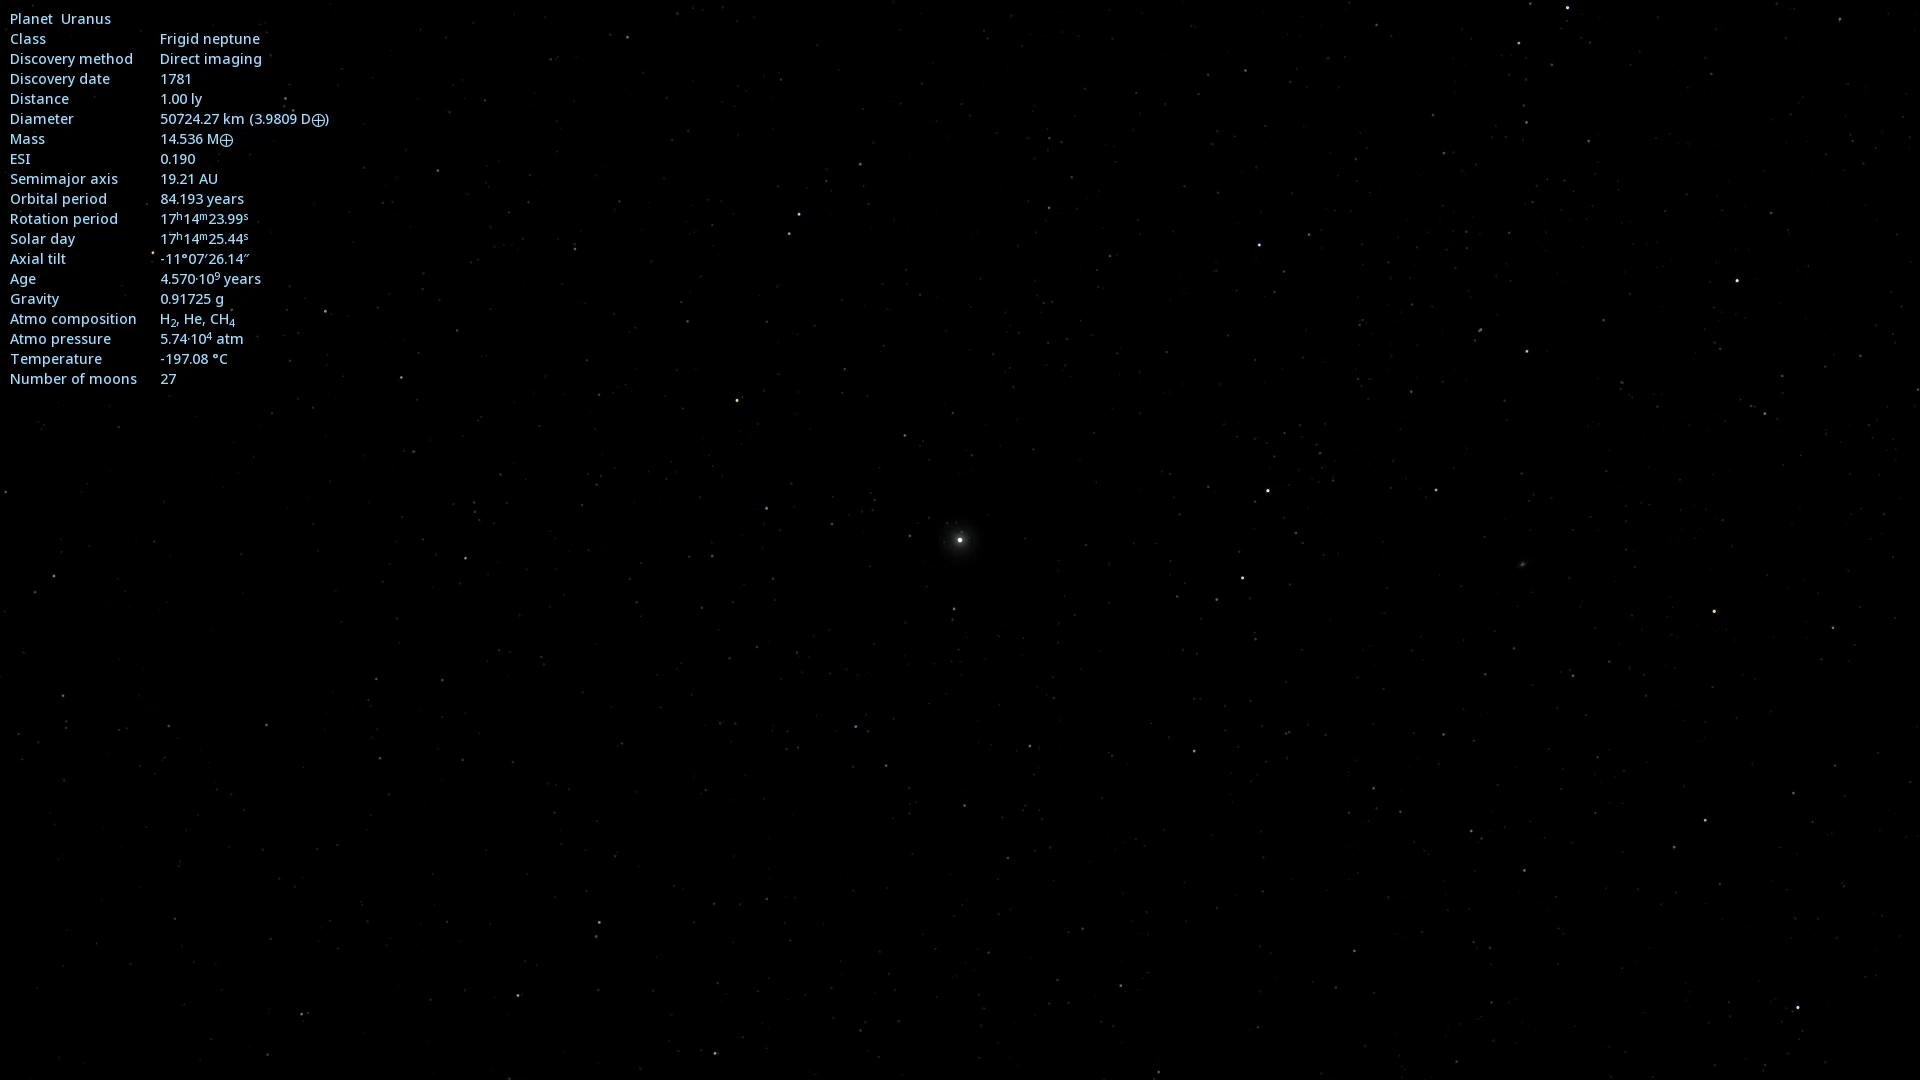 Planet Uranus
Class Frigid neptune
Discovery method Direct imaging
Discovery date 1781
Distance 1.00 ly
Diameter 50724.27 km (3.9809 D⊕)
Mass 14.536 M⊕
ESI 0.190
Semimajor axis 19.21 AU
Orbital period 84.193 years
Rotation period 17ʰ14ᵐ23.99ˢ
Solar day 17ʰ14ᵐ25.44ˢ
Axial tilt -11°07′26.14″
Age 4.570·10⁹ years
Gravity 0.91725 g
Atmo composition H₂, He, CH₄
Atmo pressure 5.74·10⁴ atm
Temperature -197.08 °C
Number of moons 27